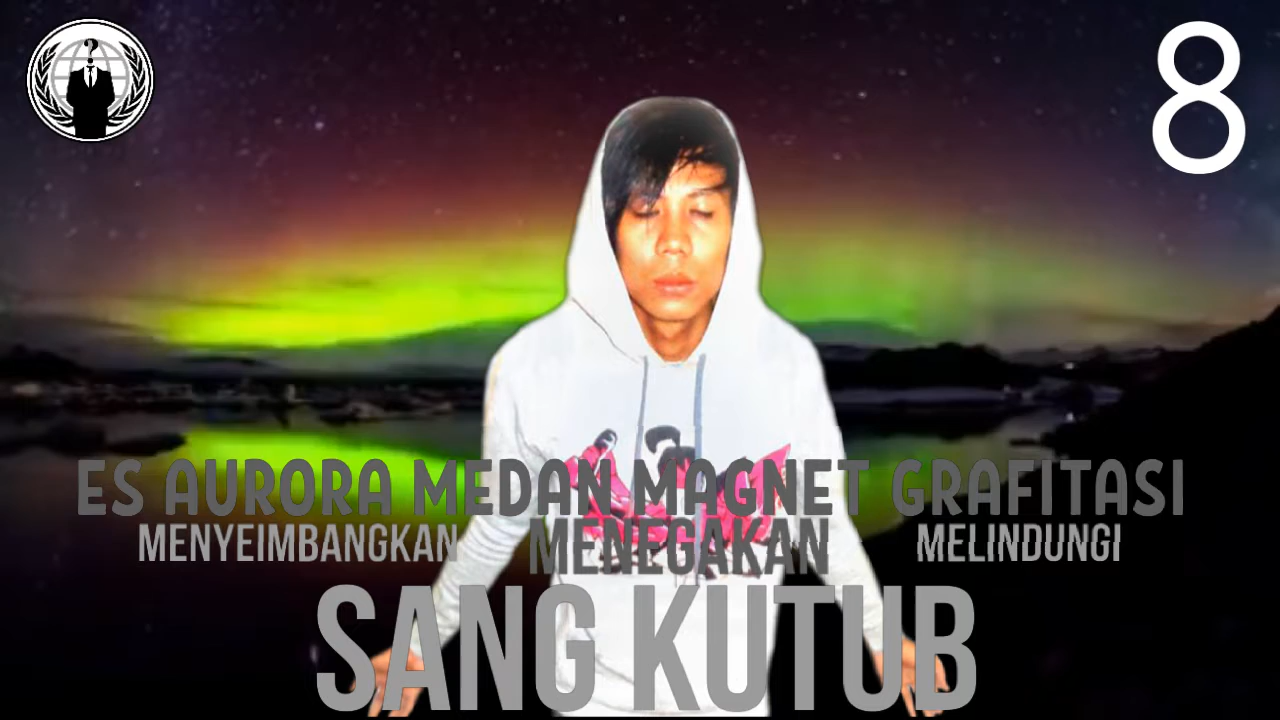 ?
8
ES AURORA MEDAN MAGNET GRAFITASI
MENYEIMBANGKAN MENEGAKAN MELINDUNGI
SANG KUTUB